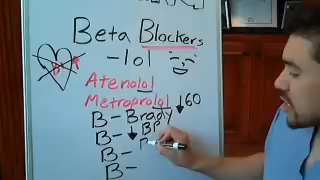 Beta Blockers
-lol
Atenolol
Metroprolol ↓60
B- Brady
B- ↓BP
B-
B-